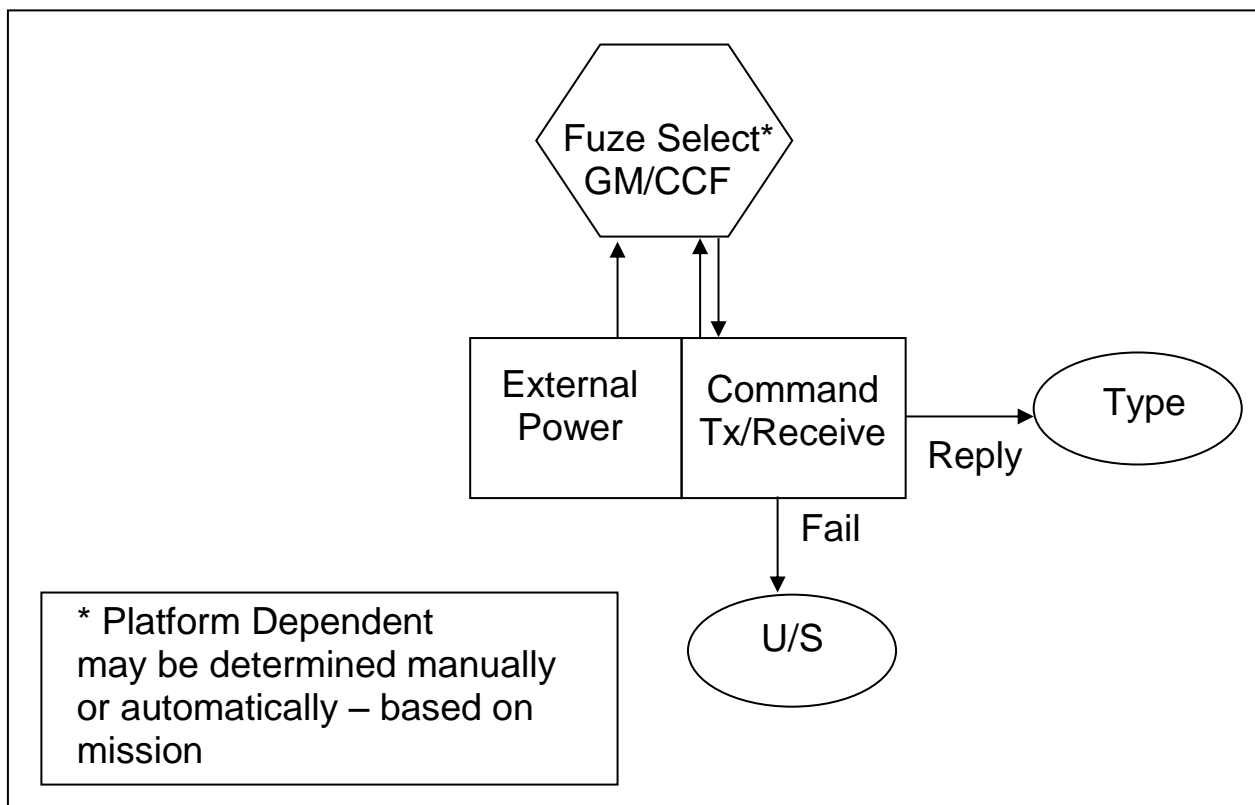 Fuze Select*
GM/CCF
External
Power
Command
Tx/Receive
Type
Reply
Fail
U/S
* Platform Dependent
may be determined manually
or automatically – based on
mission